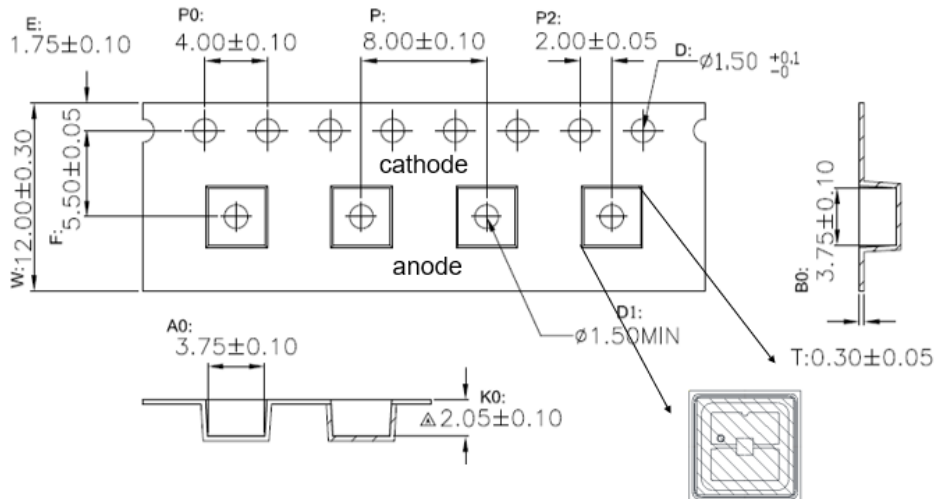 E:
1.75±0.10
P0:
4.00±0.10
P:
8.00±0.10
P2:
2.00±0.05
D: ⌀1.50 +0.1 -0
W:12.00±0.30
F: 5.50±0.05
cathode
anode
B0: 3.75±0.10
D1:
⌀1.50MIN
T:0.30±0.05
A0:
3.75±0.10
K0:
2.05±0.10